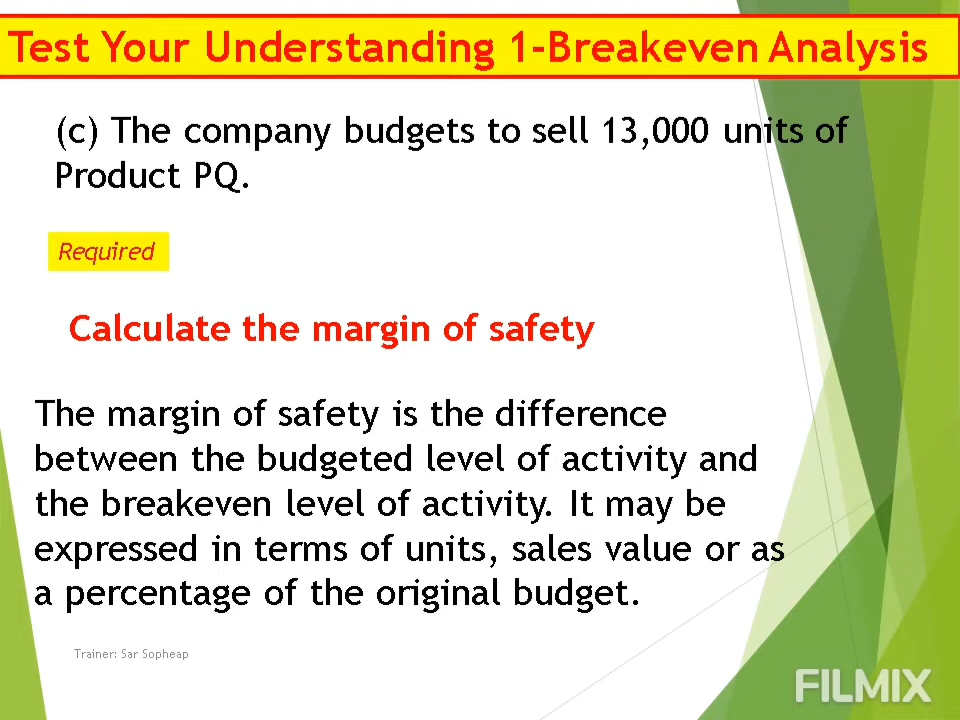 Test Your Understanding 1-Breakeven Analysis
(c) The company budgets to sell 13,000 units of
Product PQ.
Required
Calculate the margin of safety
The margin of safety is the difference
between the budgeted level of activity and
the breakeven level of activity. It may be
expressed in terms of units, sales value or as
a percentage of the original budget.
Trainer: Sar Sopheap
FILMIX